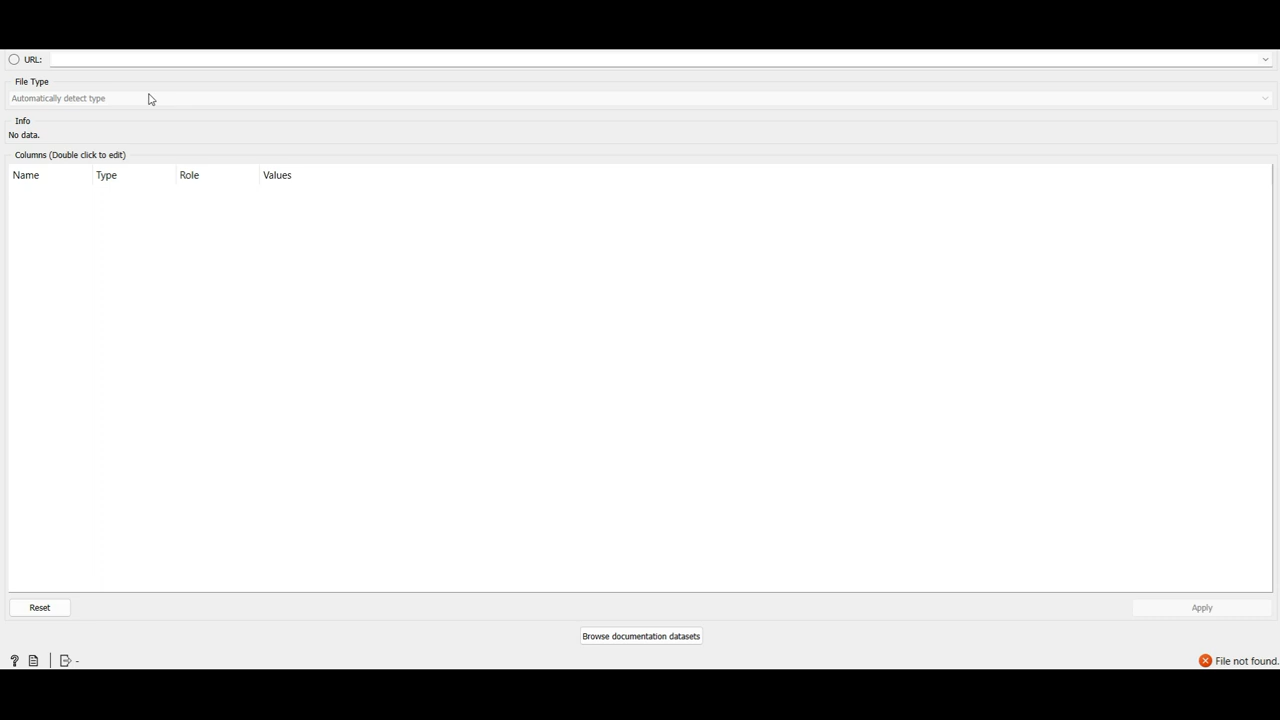 URL:
File Type
Automatically detect type
Info
No data.
Columns (Double click to edit)
Name Type Role Values
Reset Apply
Browse documentation datasets
? - File not found.